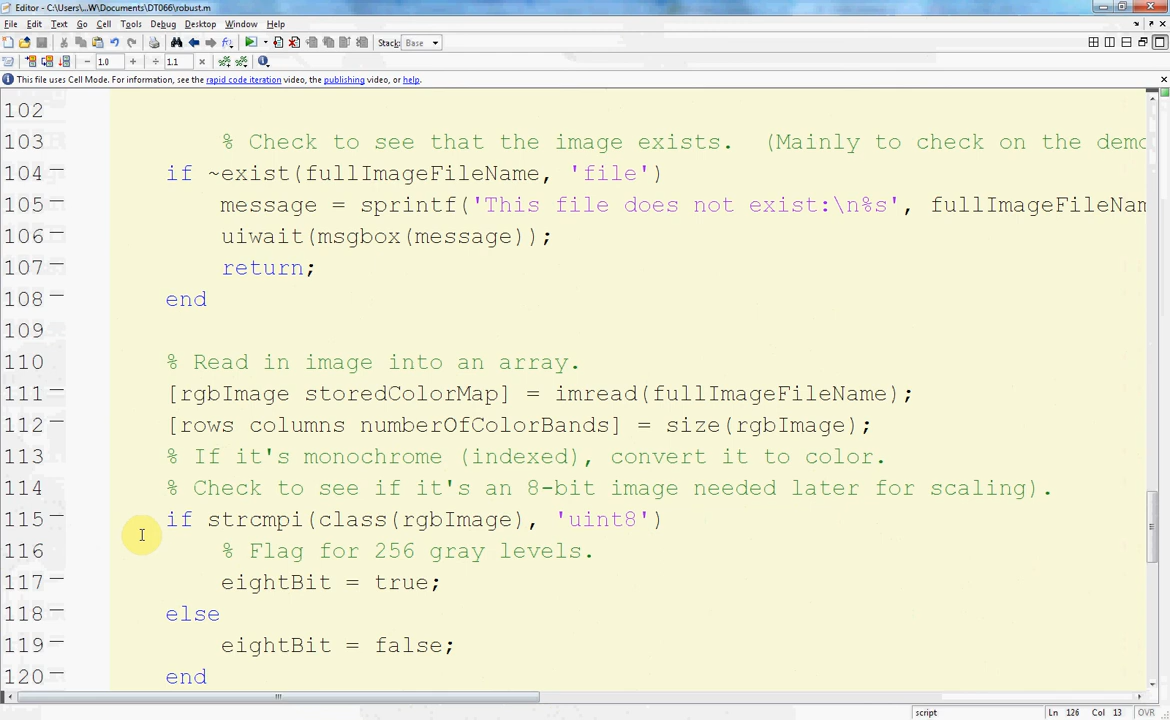 Editor - C:\Users\...W\Documents\DT066\robust.m
File Edit Text Go Cell Tools Debug Desktop Window Help
Stack: Base
1.0 1.1
This file uses Cell Mode. For information, see the rapid code iteration video, the publishing video, or help.
102
103 % Check to see that the image exists. (Mainly to check on the demo
104 if ~exist(fullImageFileName, 'file')
105 message = sprintf('This file does not exist:\n%s', fullImageFileNam
106 uiwait(msgbox(message));
107 return;
108 end
109
110 % Read in image into an array.
111 [rgbImage storedColorMap] = imread(fullImageFileName);
112 [rows columns numberOfColorBands] = size(rgbImage);
113 % If it's monochrome (indexed), convert it to color.
114 % Check to see if it's an 8-bit image needed later for scaling).
115 if strcmpi(class(rgbImage), 'uint8')
116 % Flag for 256 gray levels.
117 eightBit = true;
118 else
119 eightBit = false;
120 end
script Ln 126 Col 13 OVR